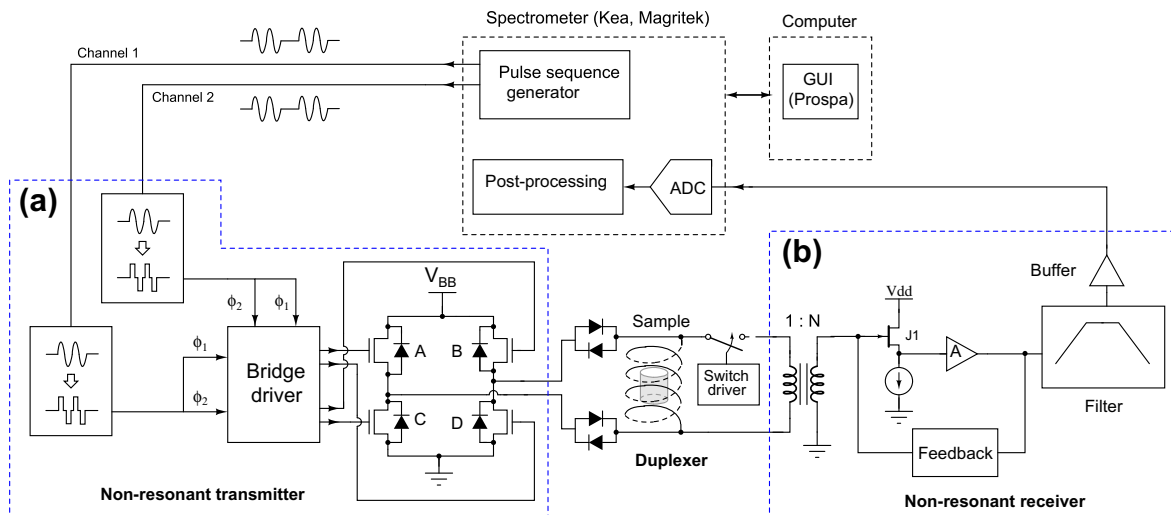 Spectrometer (Kea, Magritek)
Computer
Channel 1
Pulse sequence
generator
GUI
(Prospa)
Channel 2
Post-processing
ADC
(a)
(b)
Buffer
V_BB
Vdd
ϕ₂
ϕ₁
Sample
1 : N
J1
ϕ₁
Bridge
driver
A
B
A
Switch
driver
ϕ₂
C
D
Filter
Feedback
Duplexer
Non-resonant transmitter
Non-resonant receiver